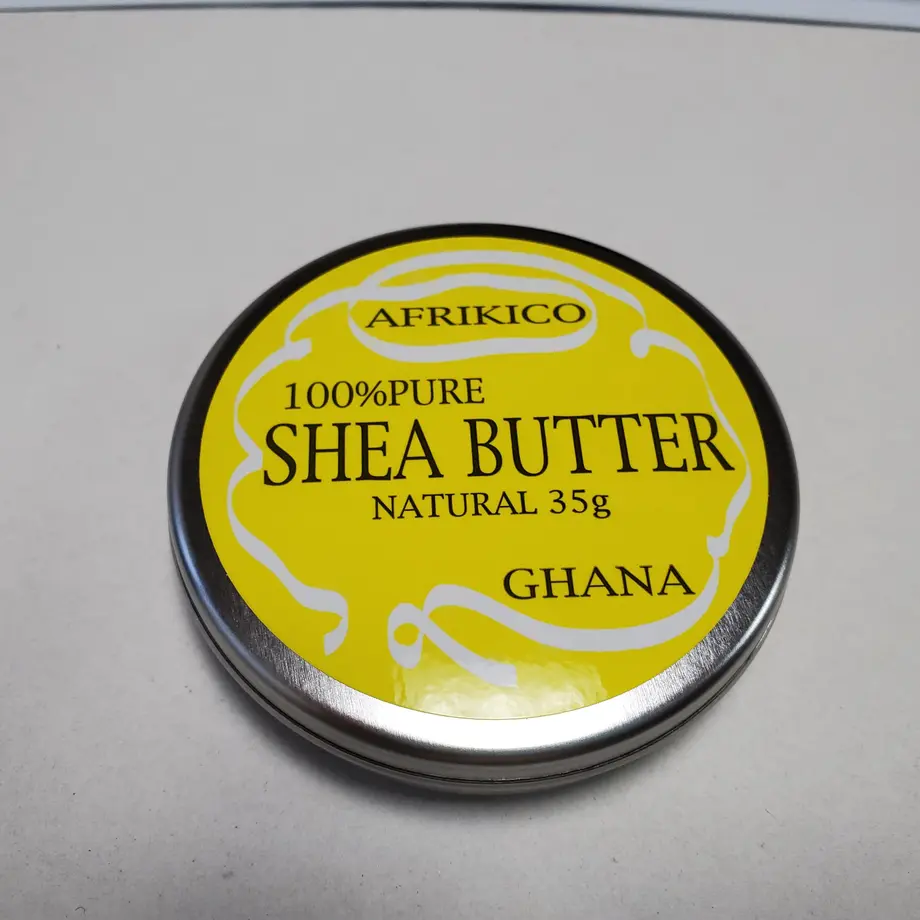 AFRIKICO
100%PURE
SHEA BUTTER
NATURAL 35g
GHANA